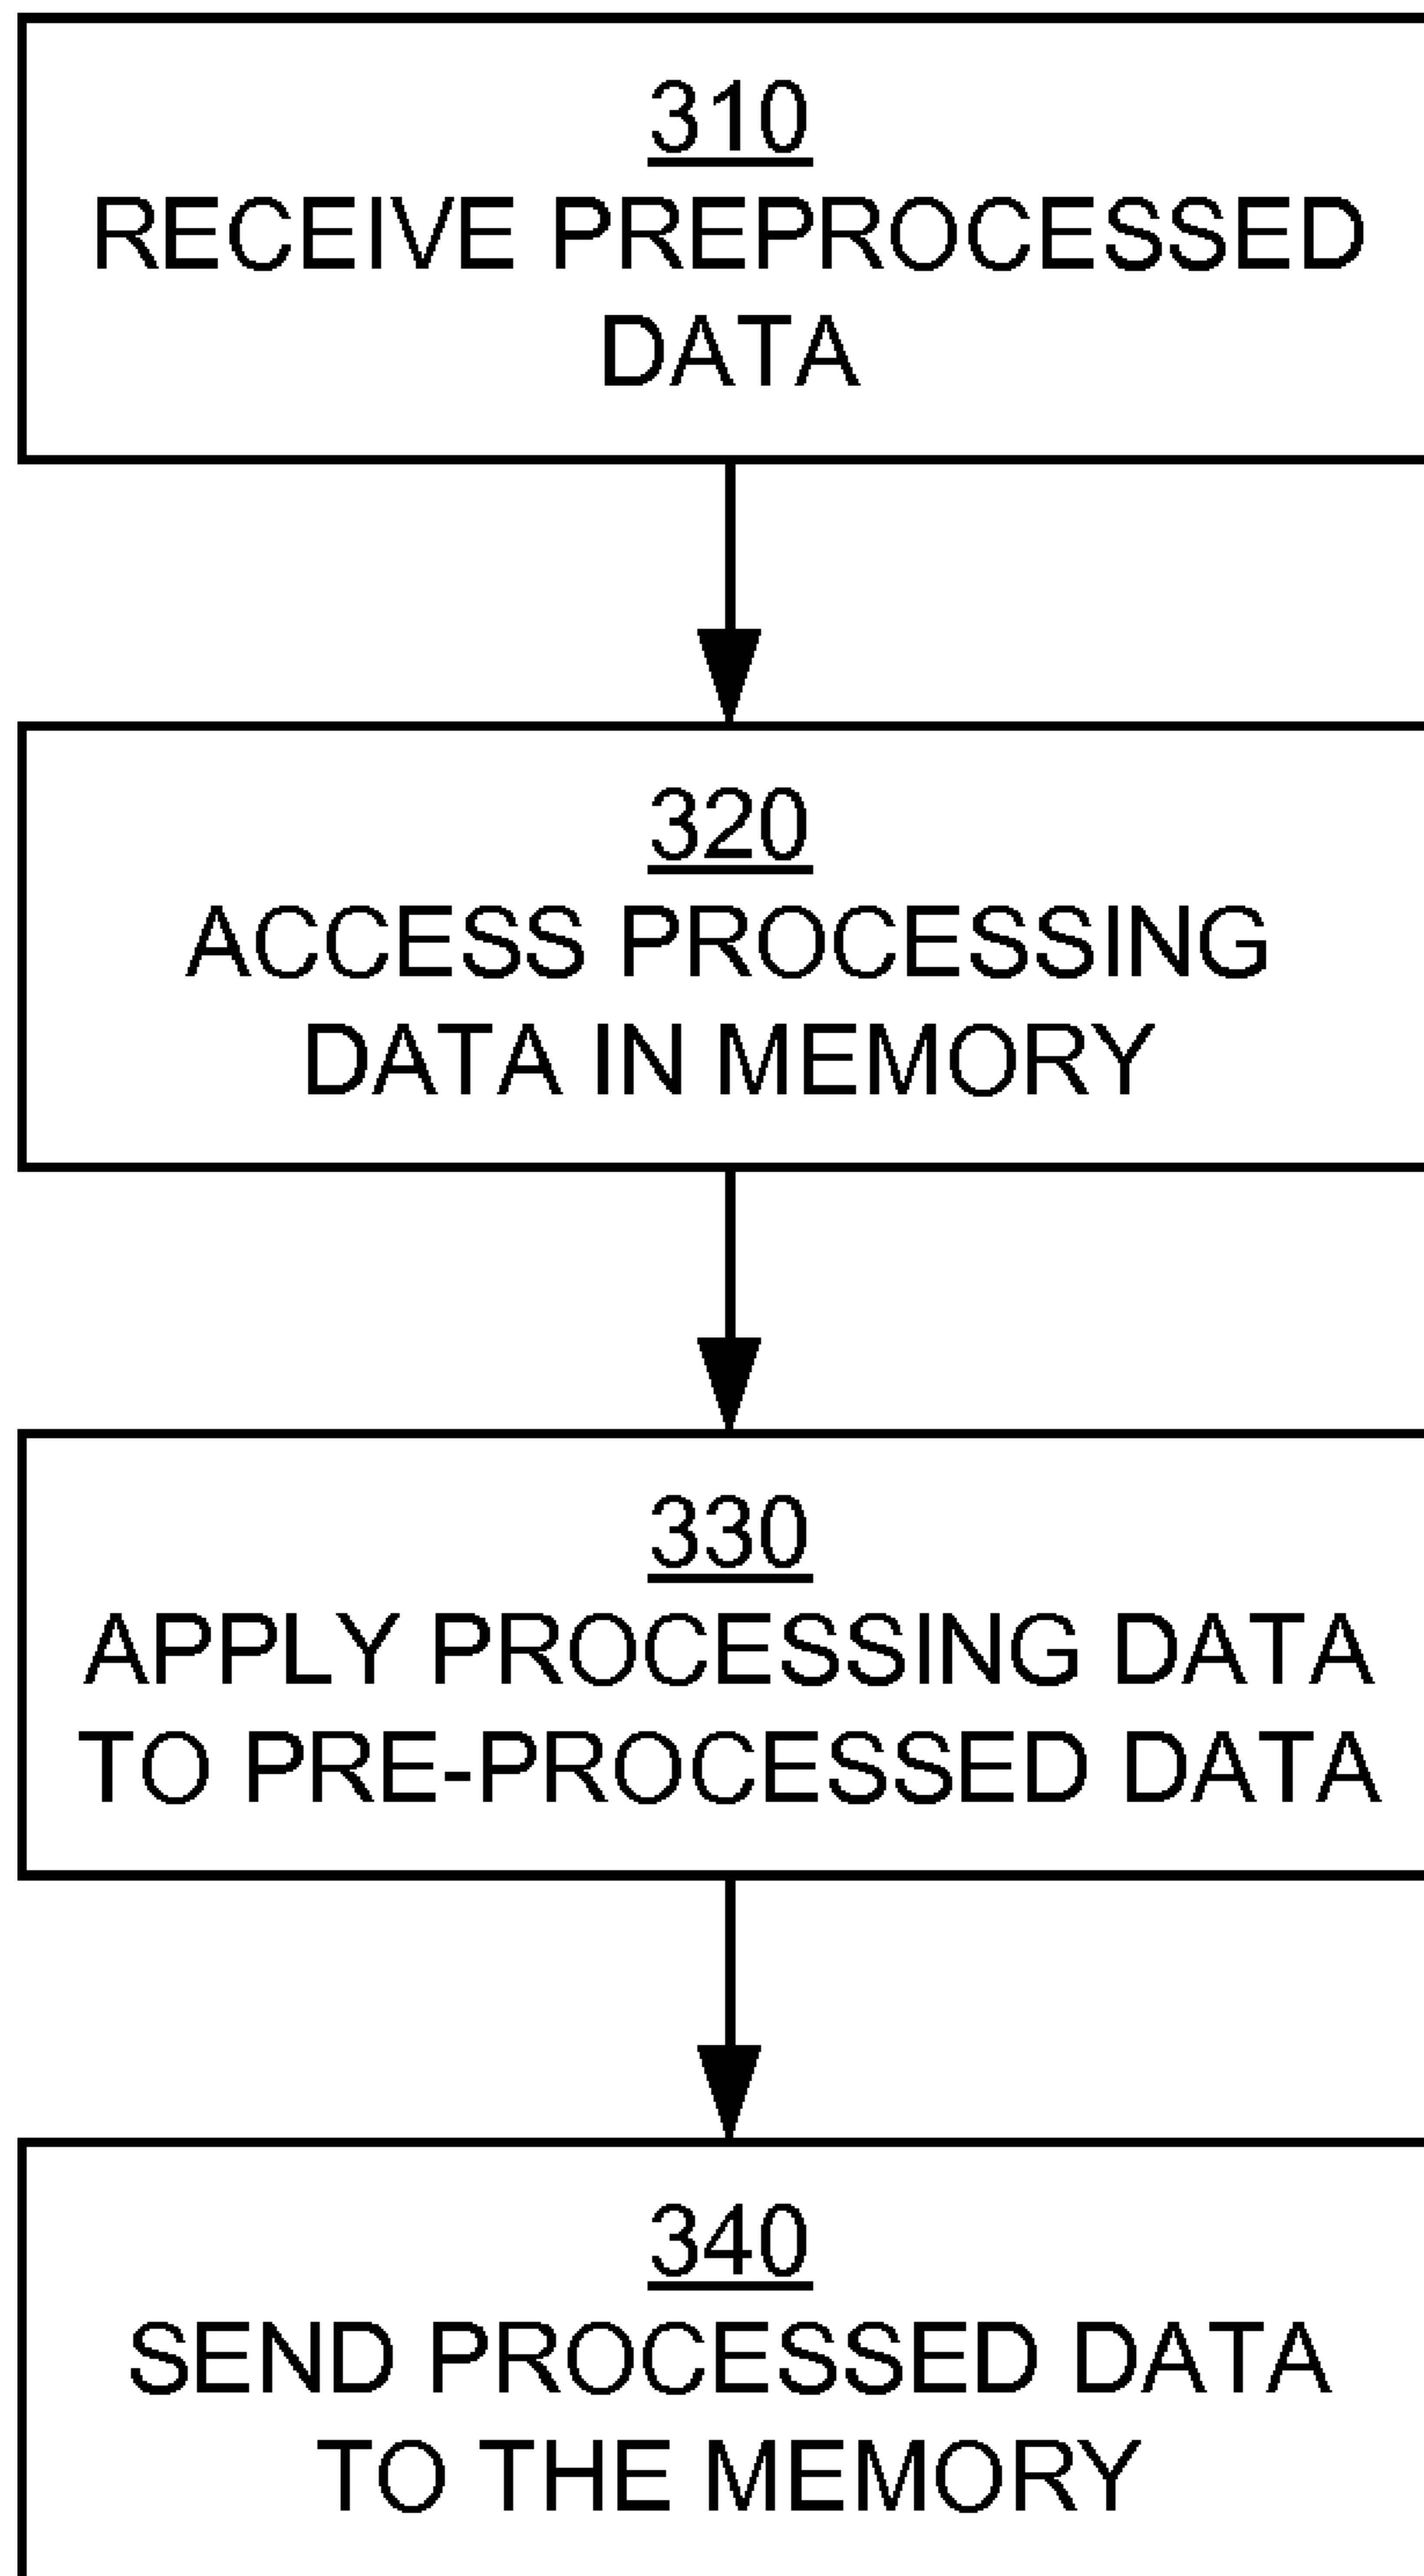 310
RECEIVE PREPROCESSED
DATA
320
ACCESS PROCESSING
DATA IN MEMORY
330
APPLY PROCESSING DATA
TO PRE-PROCESSED DATA
340
SEND PROCESSED DATA
TO THE MEMORY